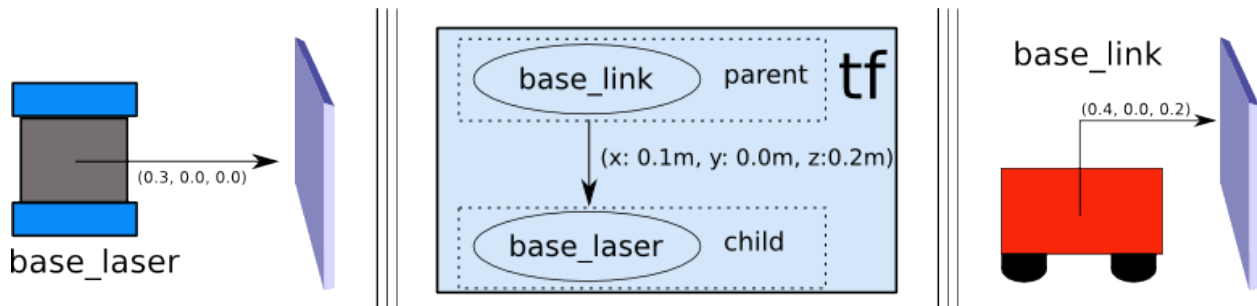 (0.3, 0.0, 0.0)
base_laser
base_link
parent
tf
(x: 0.1m, y: 0.0m, z:0.2m)
base_laser
child
base_link
(0.4, 0.0, 0.2)